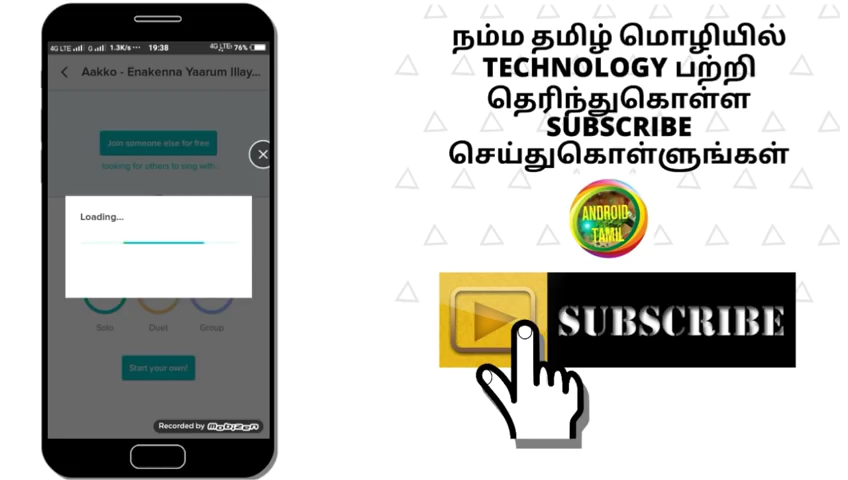 4G LTE G 1.3K/s ··· 19:38 4G LTE 76%
Aakko - Enakenna Yaarum Illay...
Join someone else for free
looking for others to sing with...
Loading...
Solo Duet Group
Start your own!
Recorded by mobizen
நம்ம தமிழ் மொழியில்
TECHNOLOGY பற்றி
தெரிந்துகொள்ள
SUBSCRIBE
செய்துகொள்ளுங்கள்
ANDROID
TAMIL
SUBSCRIBE